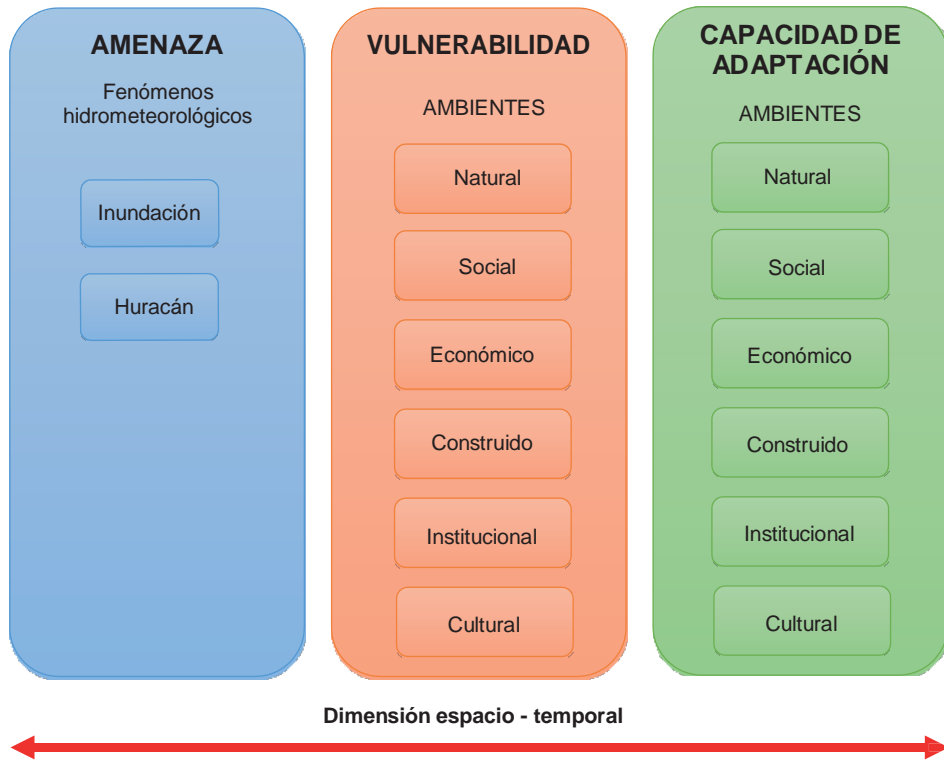 AMENAZA
Fenómenos
hidrometeorológicos
Inundación
Huracán
VULNERABILIDAD
AMBIENTES
Natural
Social
Económico
Construido
Institucional
Cultural
CAPACIDAD DE
ADAPTACIÓN
AMBIENTES
Natural
Social
Económico
Construido
Institucional
Cultural
Dimensión espacio - temporal